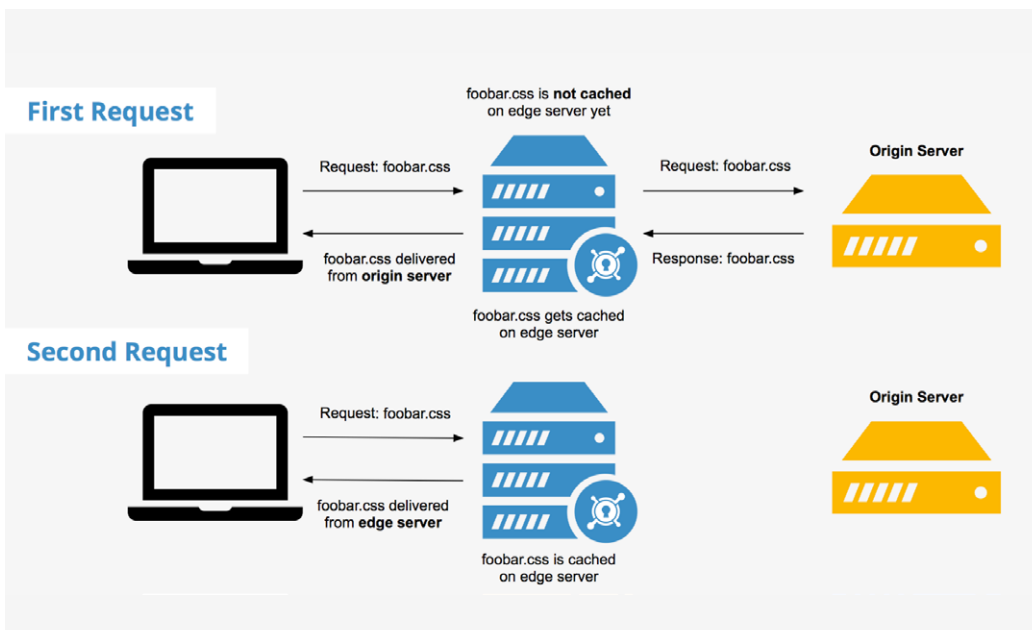 First Request
foobar.css is not cached
on edge server yet
Request: foobar.css
Request: foobar.css
Origin Server
foobar.css delivered
from origin server
Response: foobar.css
foobar.css gets cached
on edge server
Second Request
Request: foobar.css
Origin Server
foobar.css delivered
from edge server
foobar.css is cached
on edge server